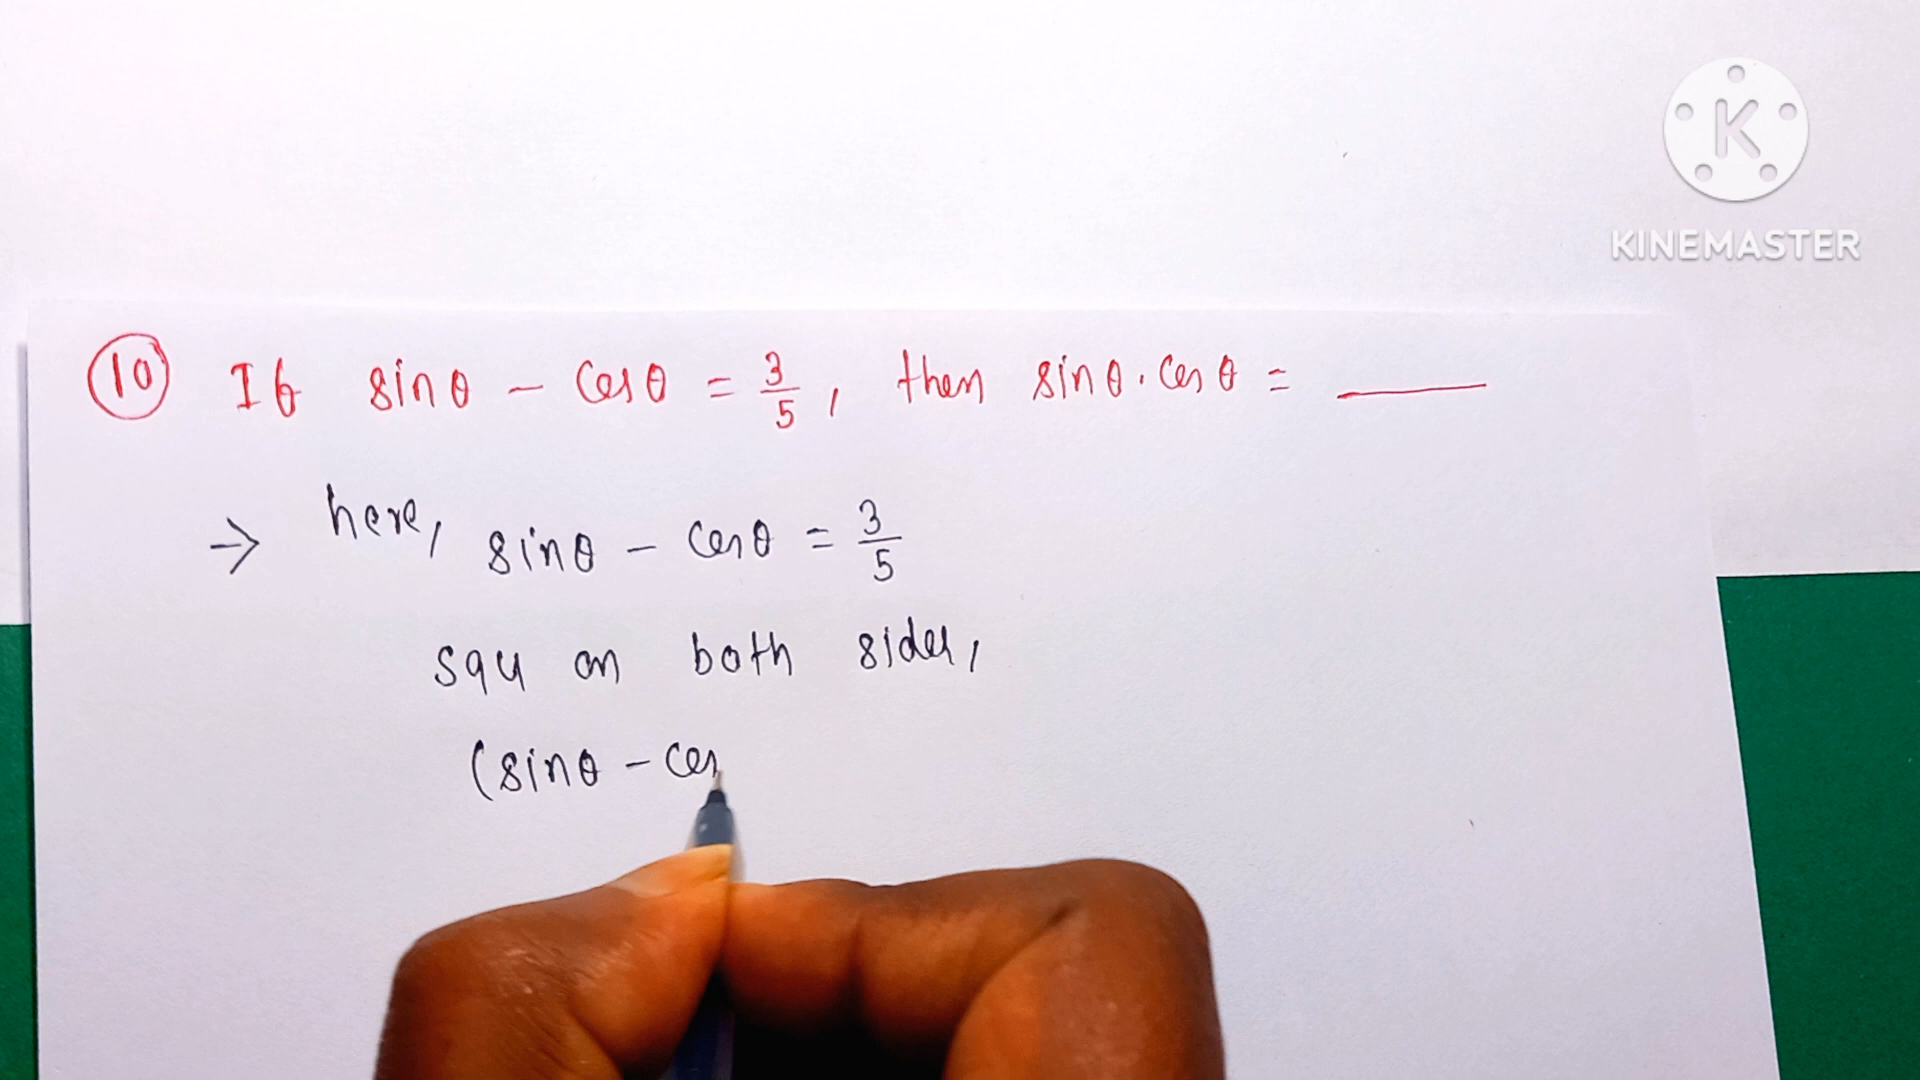 K
KINEMASTER
10 If sinθ - cosθ = 3/5, then sinθ.cosθ = ____
→ here, sinθ - cosθ = 3/5
squ on both sides,
(sinθ - cos